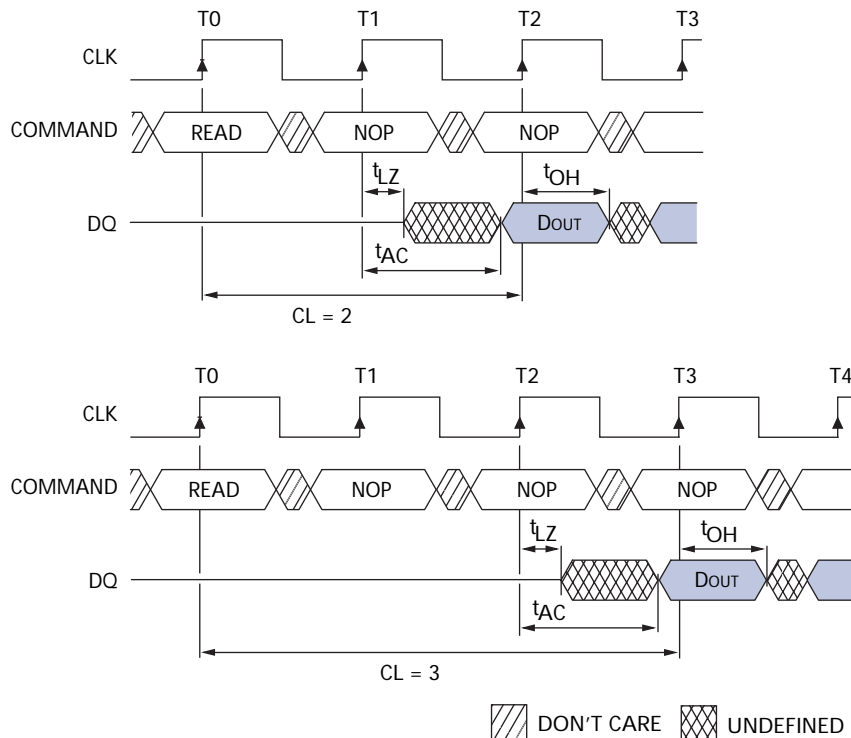 T0 T1 T2 T3
CLK
COMMAND READ NOP NOP
tLZ tOH
DQ DOUT
tAC
CL = 2
T0 T1 T2 T3 T4
CLK
COMMAND READ NOP NOP NOP
tLZ tOH
DQ DOUT
tAC
CL = 3
DON'T CARE UNDEFINED